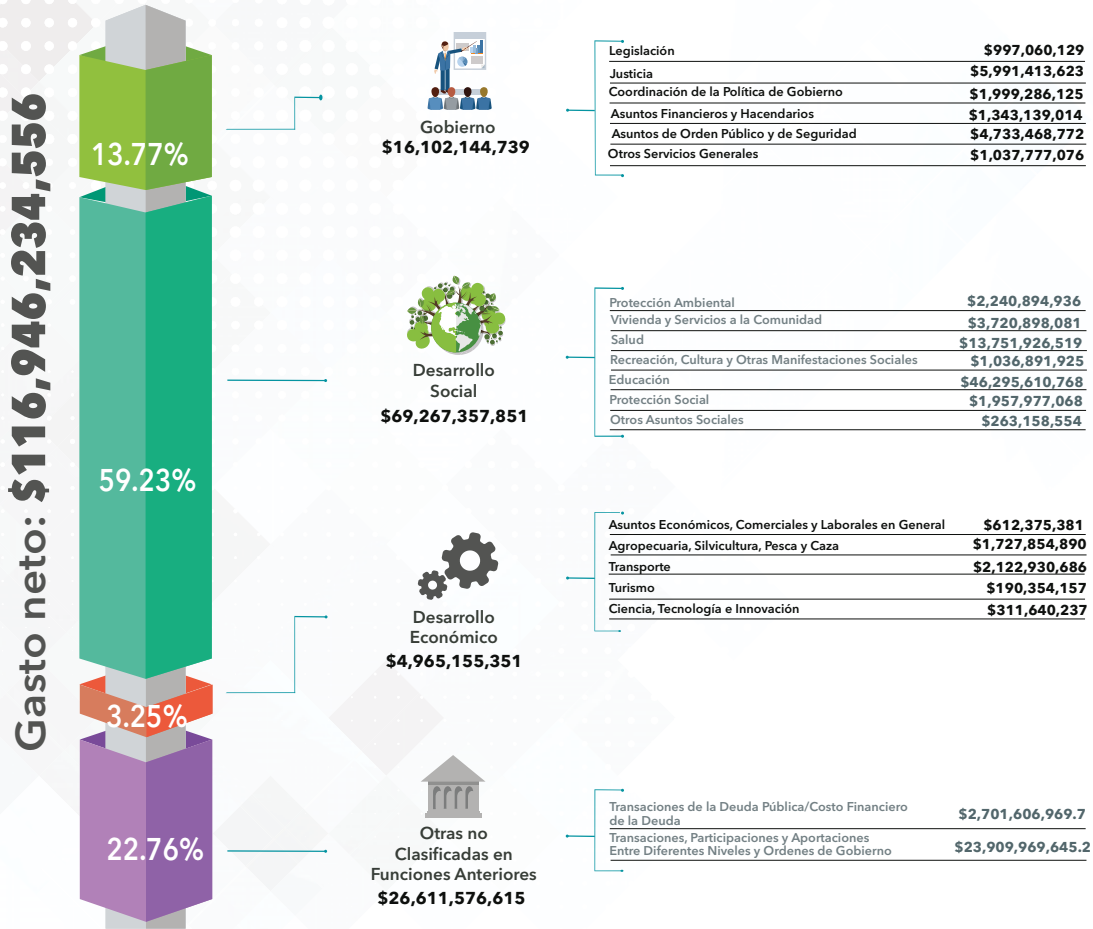 Gasto neto: $116,946,234,556
13.77%
Gobierno
$16,102,144,739
Legislación $997,060,129
Justicia $5,991,413,623
Coordinación de la Política de Gobierno $1,999,286,125
Asuntos Financieros y Hacendarios $1,343,139,014
Asuntos de Orden Público y de Seguridad $4,733,468,772
Otros Servicios Generales $1,037,777,076
59.23%
Desarrollo
Social
$69,267,357,851
Protección Ambiental $2,240,894,936
Vivienda y Servicios a la Comunidad $3,720,898,081
Salud $13,751,926,519
Recreación, Cultura y Otras Manifestaciones Sociales $1,036,891,925
Educación $46,295,610,768
Protección Social $1,957,977,068
Otros Asuntos Sociales $263,158,554
3.25%
Desarrollo
Económico
$4,965,155,351
Asuntos Económicos, Comerciales y Laborales en General $612,375,381
Agropecuaria, Silvicultura, Pesca y Caza $1,727,854,890
Transporte $2,122,930,686
Turismo $190,354,157
Ciencia, Tecnología e Innovación $311,640,237
22.76%
Otras no
Clasificadas en
Funciones Anteriores
$26,611,576,615
Transaciones de la Deuda Pública/Costo Financiero
de la Deuda $2,701,606,969.7
Transaciones, Participaciones y Aportaciones
Entre Diferentes Niveles y Ordenes de Gobierno $23,909,969,645.2